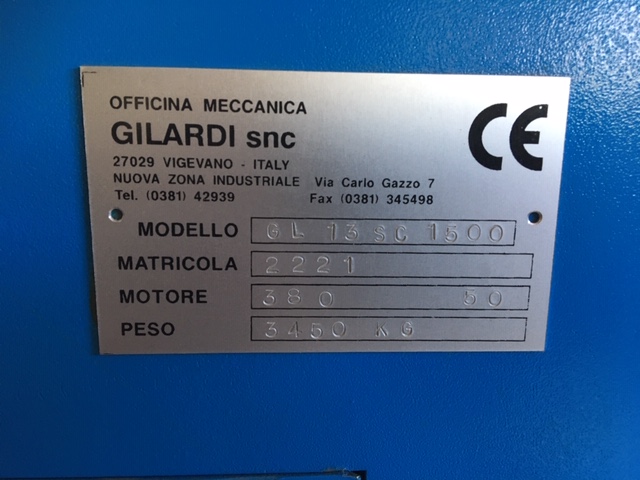 OFFICINA MECCANICA
GILARDI snc
CE
27029 VIGEVANO - ITALY
NUOVA ZONA INDUSTRIALE Via Carlo Gazzo 7
Tel. (0381) 42939 Fax (0381) 345498
MODELLO GL 13 SC 1500
MATRICOLA 2221
MOTORE 380 50
PESO 3450 KG